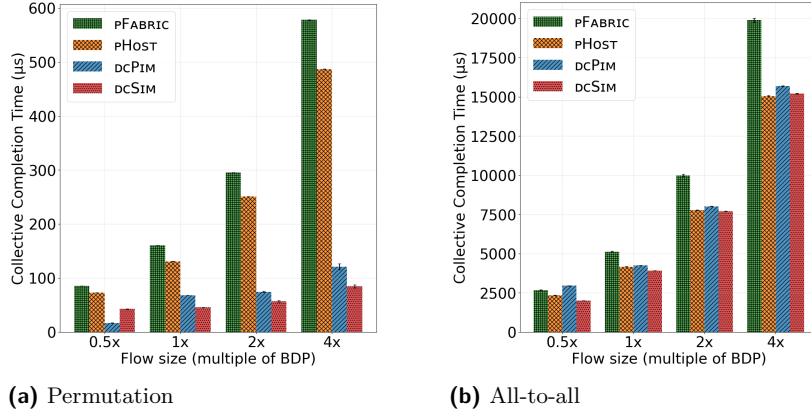 600
500
400
300
200
100
0
Collective Completion Time (µs)
PFABRIC
PHOST
DCPIM
DCSIM
0.5x 1x 2x 4x
Flow size (multiple of BDP)
(a) Permutation
20000
17500
15000
12500
10000
7500
5000
2500
0
Collective Completion Time (µs)
PFABRIC
PHOST
DCPIM
DCSIM
0.5x 1x 2x 4x
Flow size (multiple of BDP)
(b) All-to-all